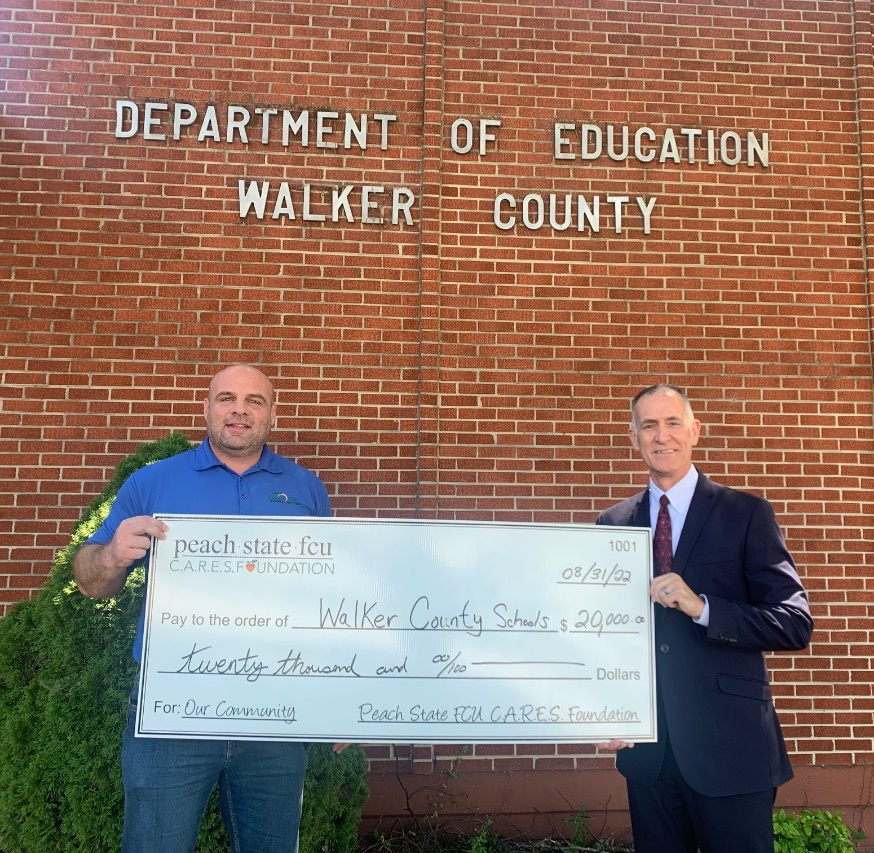 DEPARTMENT OF EDUCATION
WALKER COUNTY
peach state fcu
C.A.R.E.S. FOUNDATION
1001
08/31/22
Pay to the order of Walker County Schools $ 20,000.00
twenty thousand and 00/100 Dollars
For: Our Community Peach State FCU C.A.R.E.S. Foundation